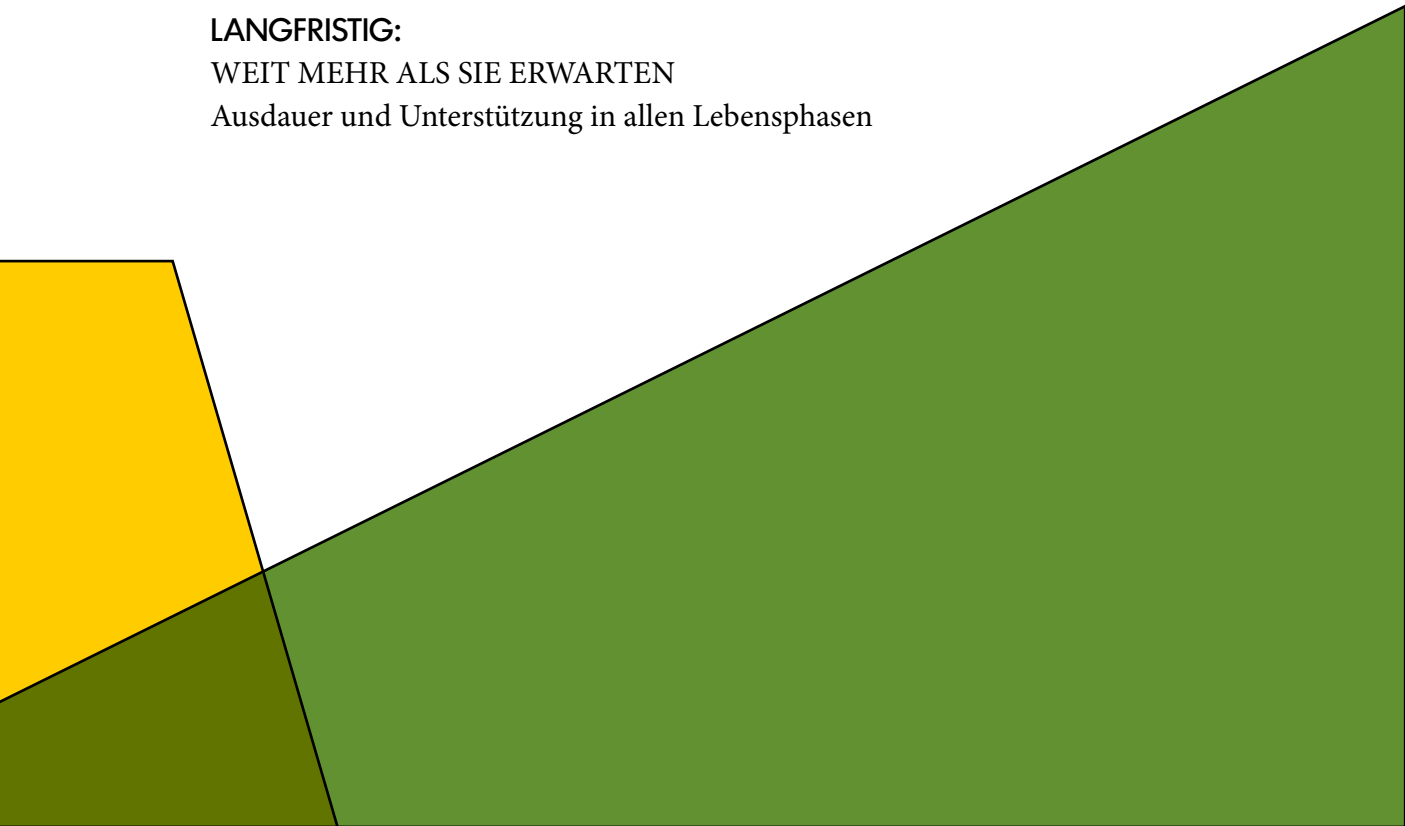 LANGFRISTIG:
WEIT MEHR ALS SIE ERWARTEN
Ausdauer und Unterstützung in allen Lebensphasen